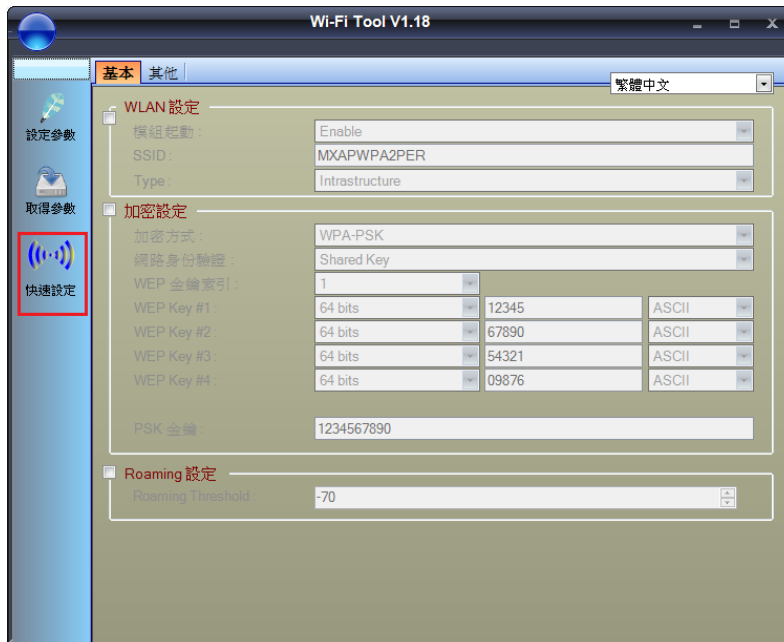 Wi-Fi Tool V1.18
基本 其他
繁體中文
設定參數
取得參數
快速設定
WLAN 設定
模組起動 : Enable
SSID : MXAPWPA2PER
Type : Intrastructure
加密設定
加密方式 : WPA-PSK
網路身份驗證 : Shared Key
WEP 金鑰索引 : 1
WEP Key #1 : 64 bits 12345 ASCII
WEP Key #2 : 64 bits 67890 ASCII
WEP Key #3 : 64 bits 54321 ASCII
WEP Key #4 : 64 bits 09876 ASCII
PSK 金鑰 : 1234567890
Roaming 設定
Roaming Threshold : -70